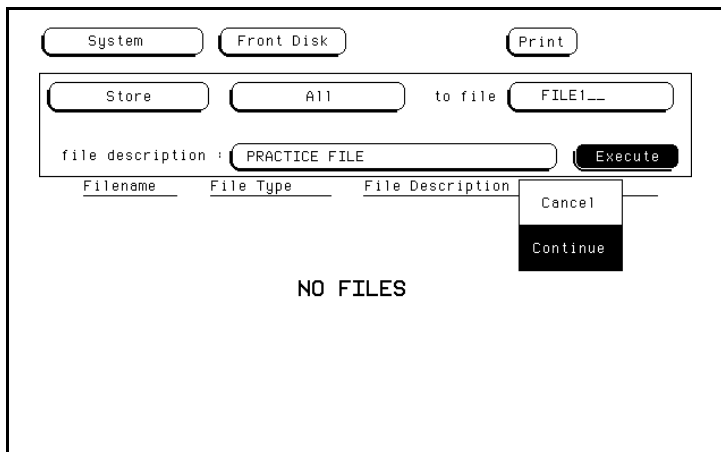 System Front Disk Print
Store All to file FILE1__
file description : PRACTICE FILE Execute
Filename File Type File Description
Cancel
Continue
NO FILES